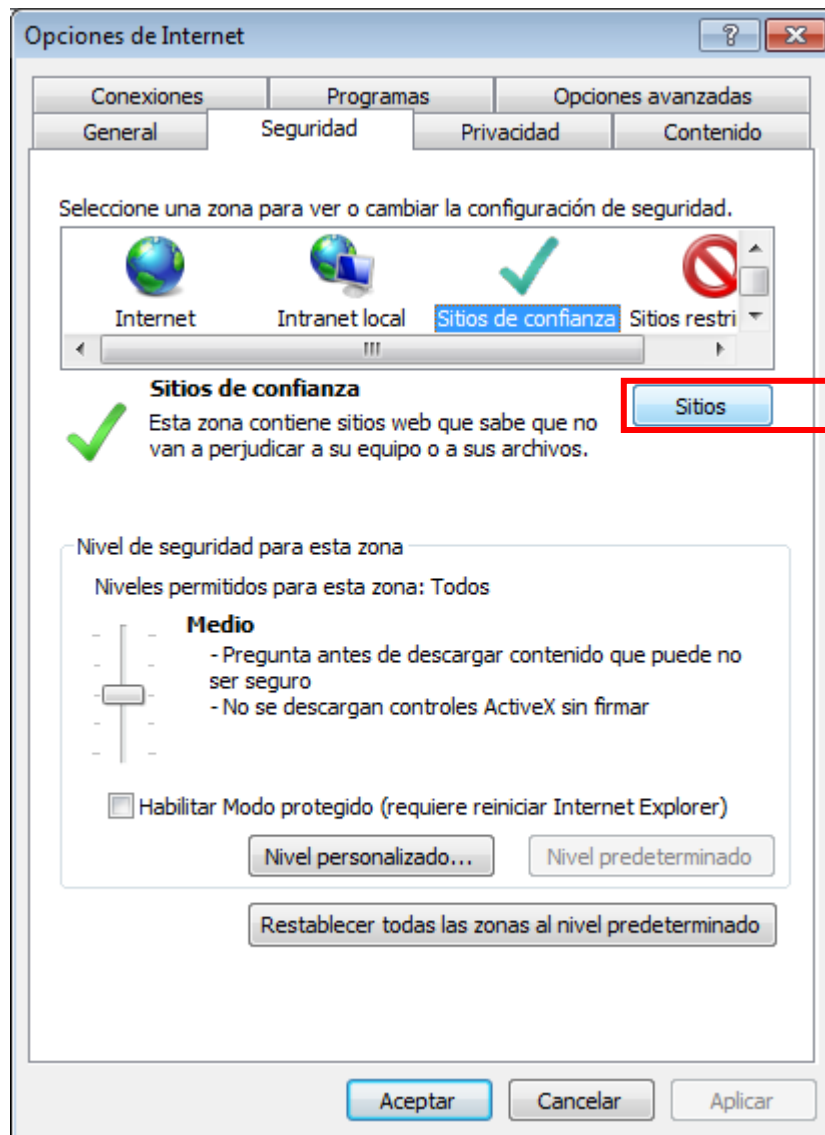 Opciones de Internet
Conexiones Programas Opciones avanzadas
General Seguridad Privacidad Contenido
Seleccione una zona para ver o cambiar la configuración de seguridad.
Internet Intranet local Sitios de confianza Sitios restri
Sitios de confianza
Sitios
Esta zona contiene sitios web que sabe que no
van a perjudicar a su equipo o a sus archivos.
Nivel de seguridad para esta zona
Niveles permitidos para esta zona: Todos
Medio
- Pregunta antes de descargar contenido que puede no
ser seguro
- No se descargan controles ActiveX sin firmar
Habilitar Modo protegido (requiere reiniciar Internet Explorer)
Nivel personalizado... Nivel predeterminado
Restablecer todas las zonas al nivel predeterminado
Aceptar Cancelar Aplicar